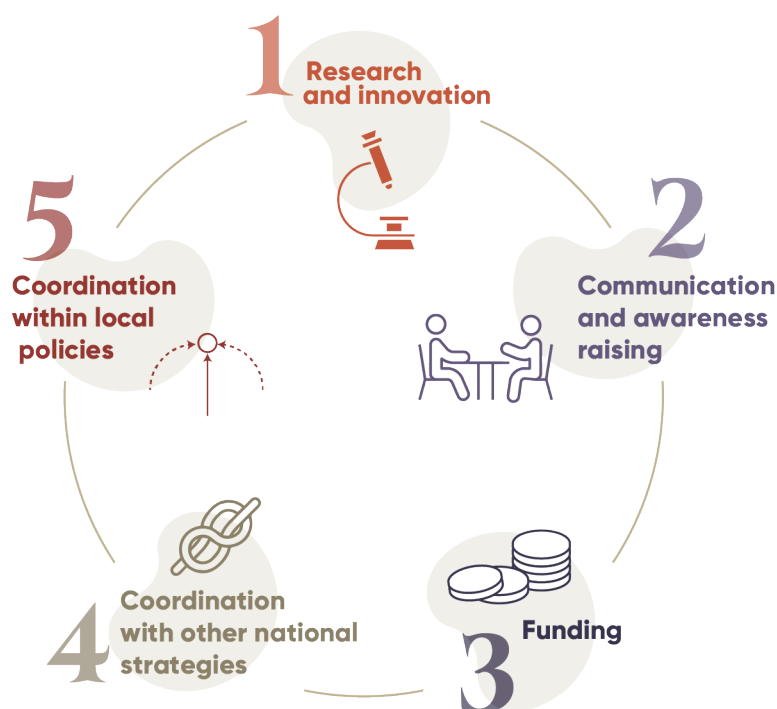 1
Research
and innovation
2
Communication
and awareness
raising
3
Funding
4
Coordination
with other national
strategies
5
Coordination
within local
policies